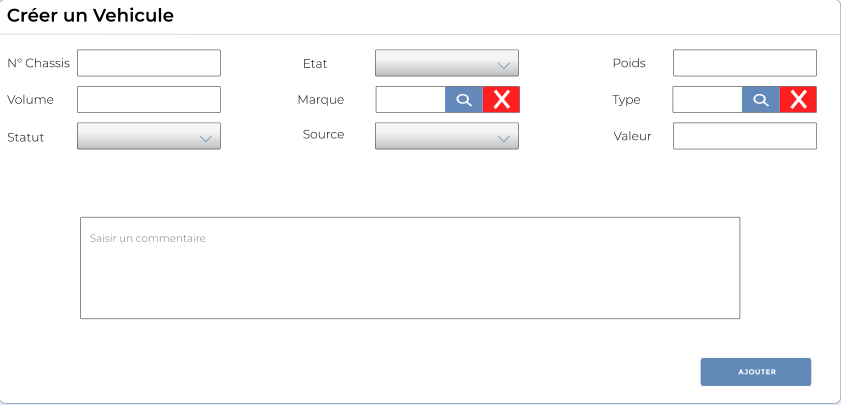 Créer un Vehicule
N° Chassis Etat Poids
Volume Marque Type
Statut Source Valeur
Saisir un commentaire
AJOUTER